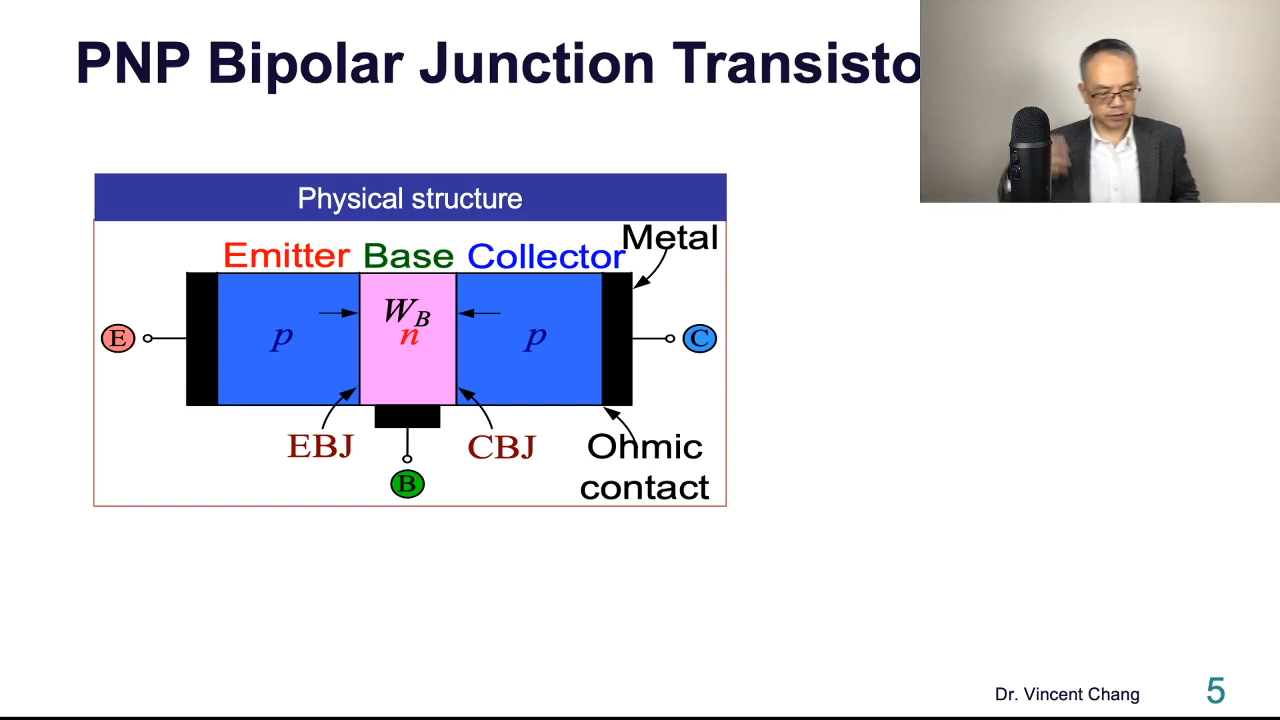 PNP Bipolar Junction Transisto
Physical structure
Metal
Emitter Base Collector
W_B
p n p
E
C
EBJ CBJ
Ohmic
contact
B
Dr. Vincent Chang
5